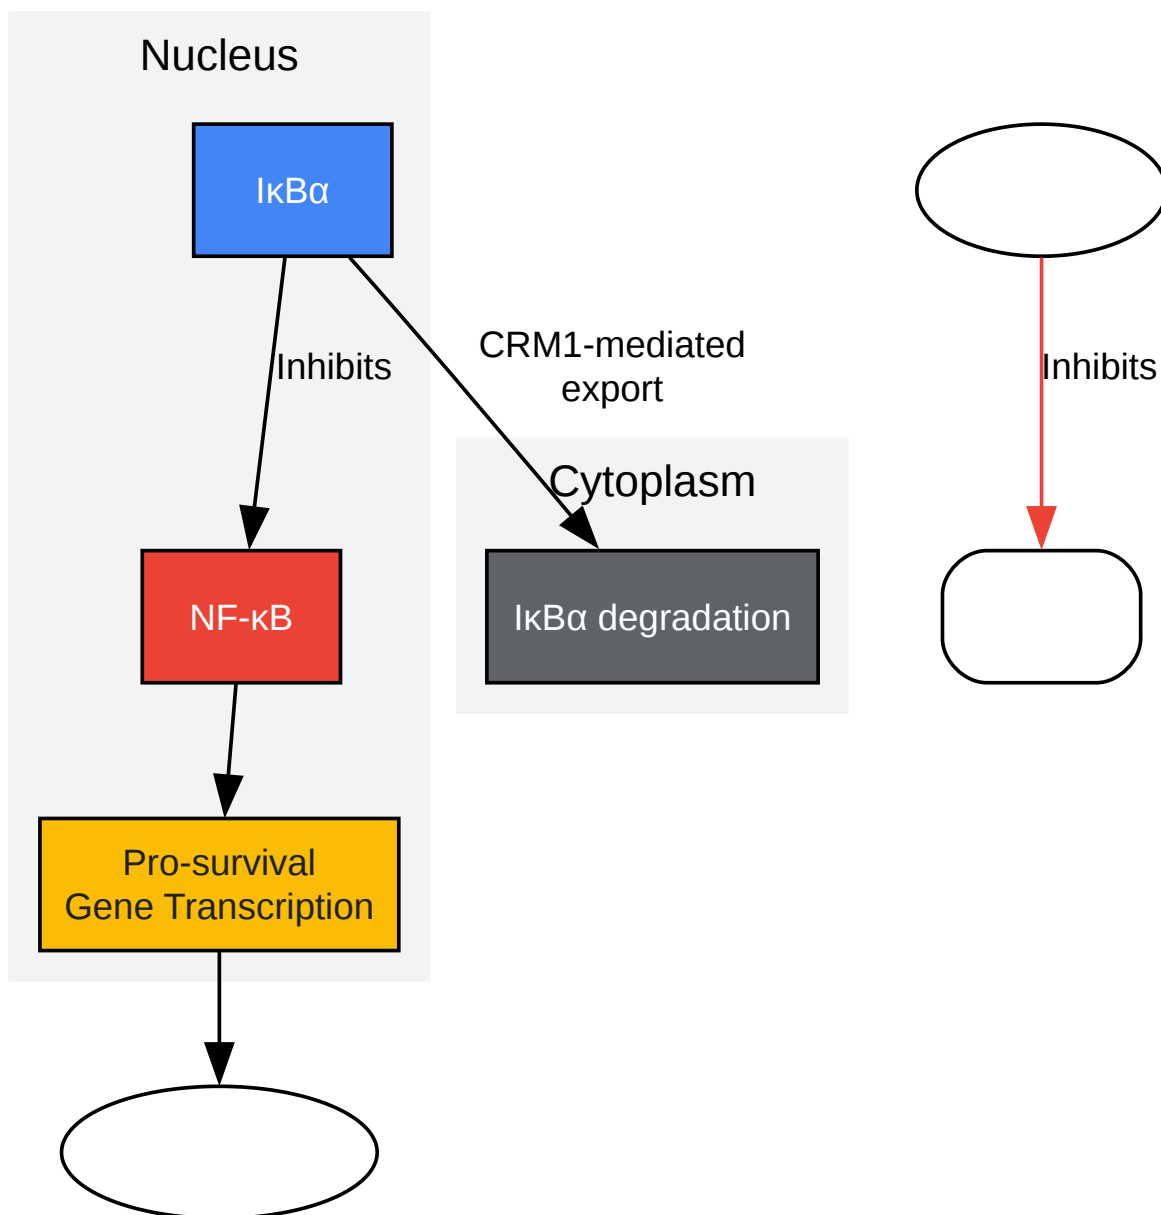 Nucleus
IκBα
Inhibits
CRM1-mediated
export
Inhibits
Cytoplasm
NF-κB
IκBα degradation
Pro-survival
Gene Transcription